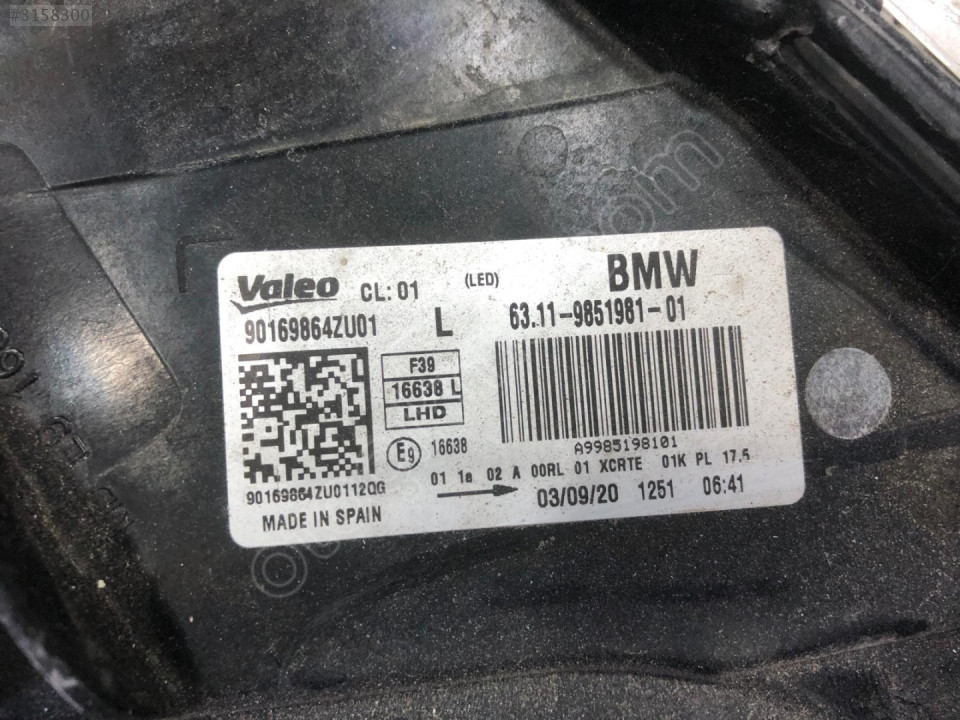 #3158300
Valeo CL:01 (LED) BMW
90169864ZU01 L 63.11-9851981-01
F39
16638 L
LHD
A9985198101
E9 16638
01 1a 02 A 00RL 01 XCRTE 01K PL 17.5
90169864ZU0112QG
03/09/20 1251 06:41
MADE IN SPAIN